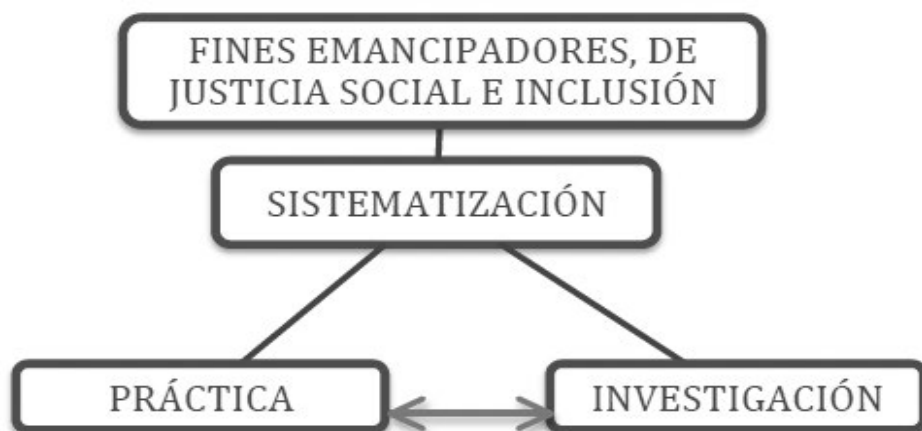 FINES EMANCIPADORES, DE
JUSTICIA SOCIAL E INCLUSIÓN
SISTEMATIZACIÓN
PRÁCTICA
INVESTIGACIÓN